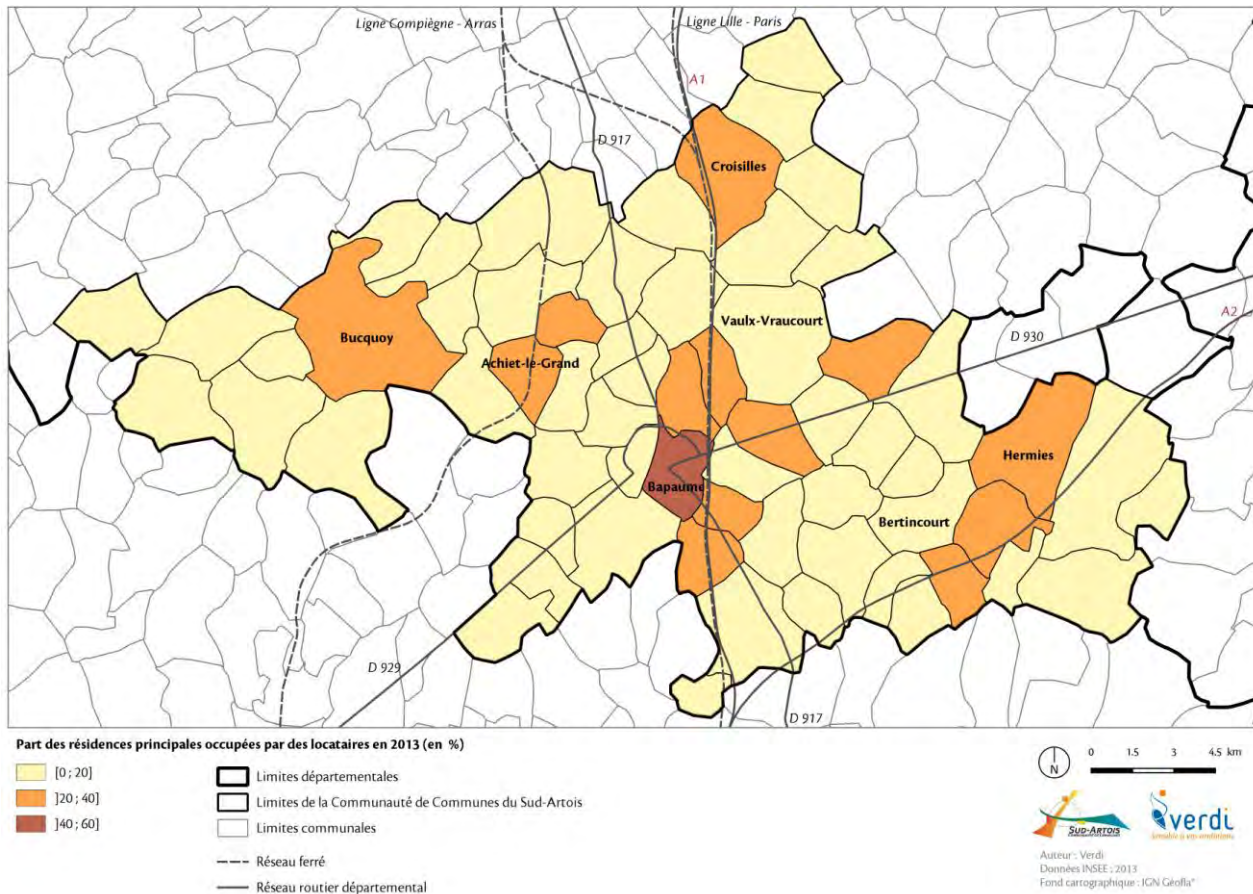 Ligne Compiègne - Arras
Ligne Lille - Paris
A1
D 917
Croisilles
Vaulx-Vraucourt
A2
D 930
Bucquoy
Achiet-le-Grand
Hermies
Bapaume
Bertincourt
D 929
D 917
Part des résidences principales occupées par des locataires en 2013 (en %)
[0 ; 20]
]20 ; 40]
]40 ; 60]
Limites départementales
Limites de la Communauté de Communes du Sud-Artois
Limites communales
Réseau ferré
Réseau routier départemental
N
0 1.5 3 4.5 km
SUD-ARTOIS
verdi
Auteur : Verdi
Données INSEE ; 2013
Fond cartographique : IGN Géofla®